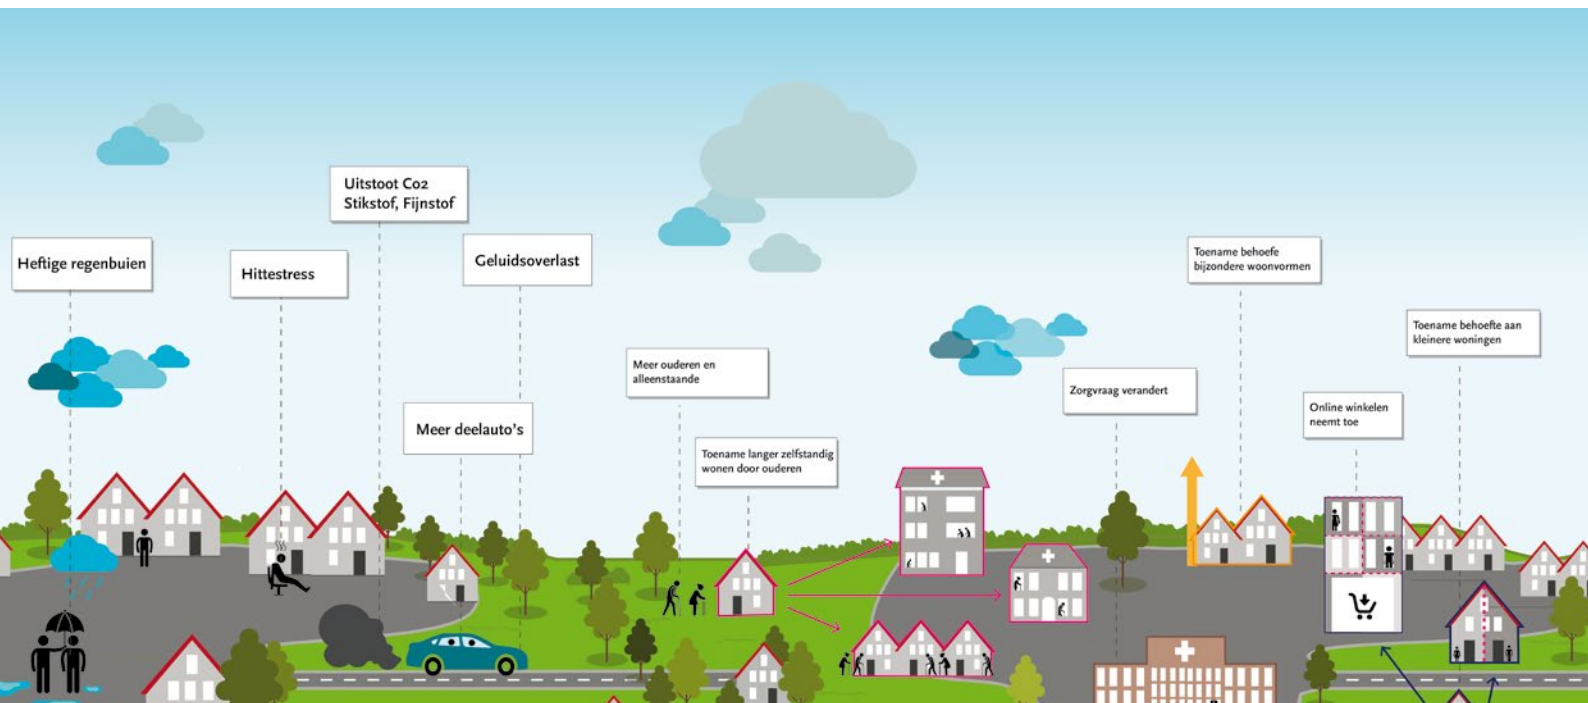 Heftige regenbuien
Hittestress
Uitstoot Co2
Stikstof, Fijnstof
Geluidsoverlast
Meer deelauto's
Meer ouderen en
alleenstaande
Toename langer zelfstandig
wonen door ouderen
Zorgvraag verandert
Toename behoefe
bijzondere woonvormen
Online winkelen
neemt toe
Toename behoefte aan
kleinere woningen